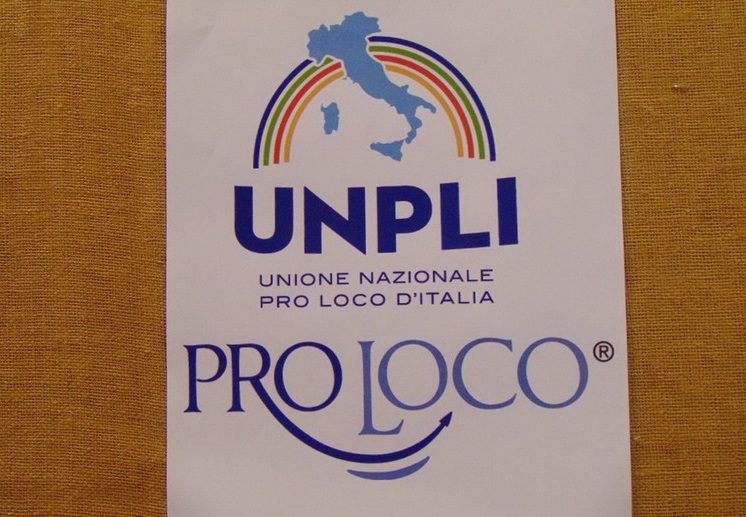 UNPLI
UNIONE NAZIONALE
PRO LOCO D'ITALIA
PRO LOCO®